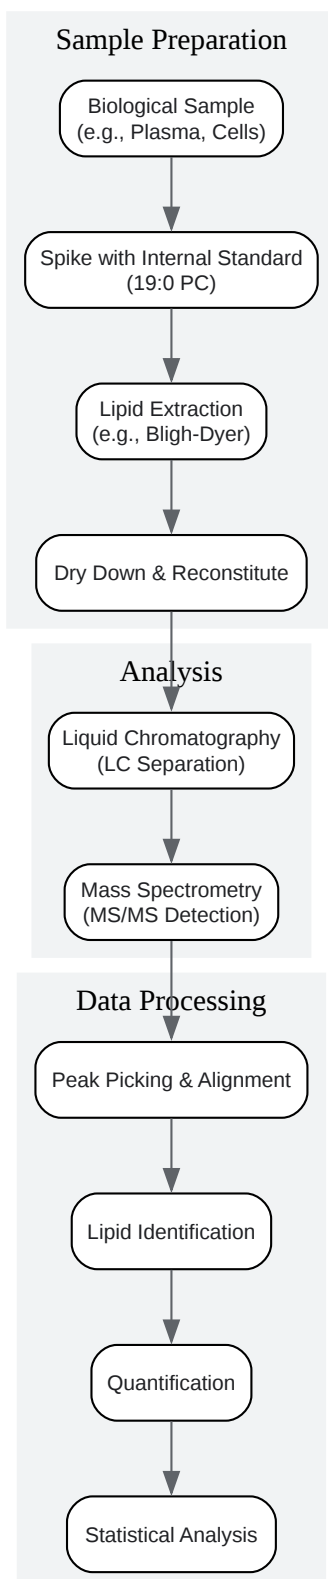 Sample Preparation
Biological Sample
(e.g., Plasma, Cells)
Spike with Internal Standard
(19:0 PC)
Lipid Extraction
(e.g., Bligh-Dyer)
Dry Down & Reconstitute
Analysis
Liquid Chromatography
(LC Separation)
Mass Spectrometry
(MS/MS Detection)
Data Processing
Peak Picking & Alignment
Lipid Identification
Quantification
Statistical Analysis